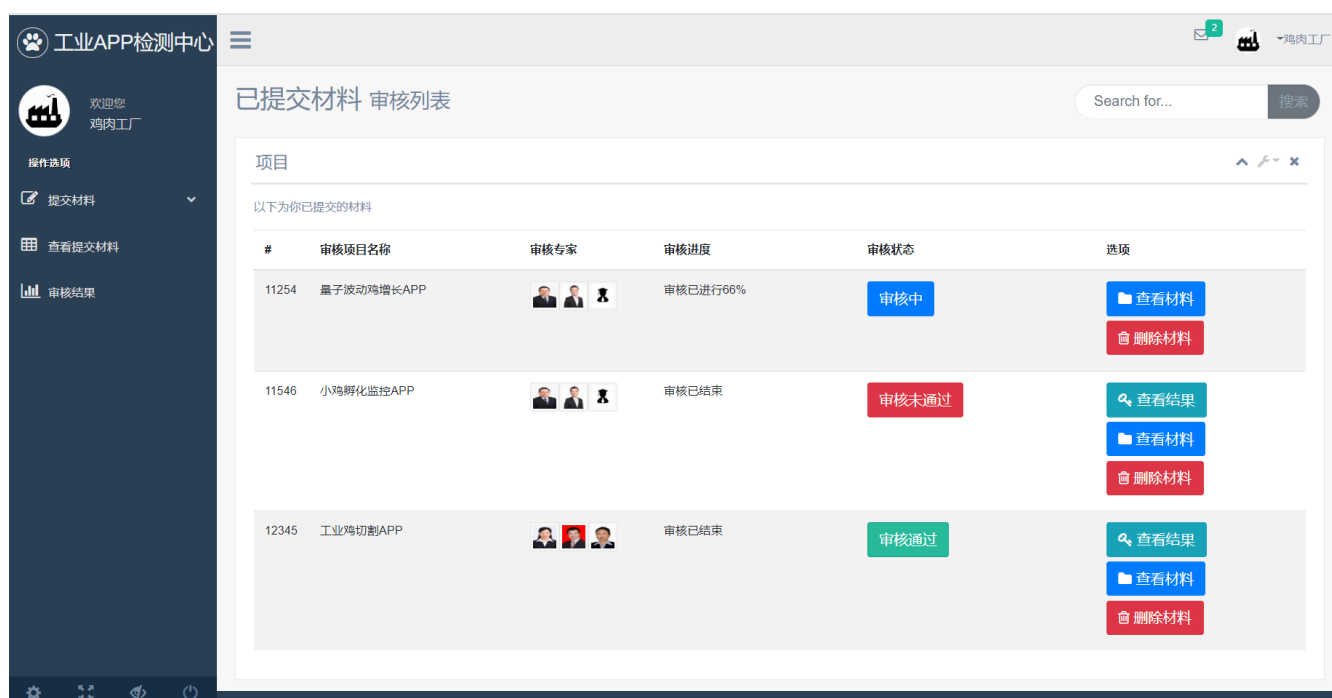 工业APP检测中心
2
鸡肉工厂
欢迎您
鸡肉工厂
操作选项
提交材料
查看提交材料
审核结果
已提交材料 审核列表
Search for...
搜索
项目
以下为你已提交的材料
# 审核项目名称 审核专家 审核进度 审核状态 选项
11254 量子波动鸡增长APP 审核已进行66% 审核中 查看材料
删除材料
11546 小鸡孵化监控APP 审核已结束 审核未通过 查看结果
查看材料
删除材料
12345 工业鸡切割APP 审核已结束 审核通过 查看结果
查看材料
删除材料